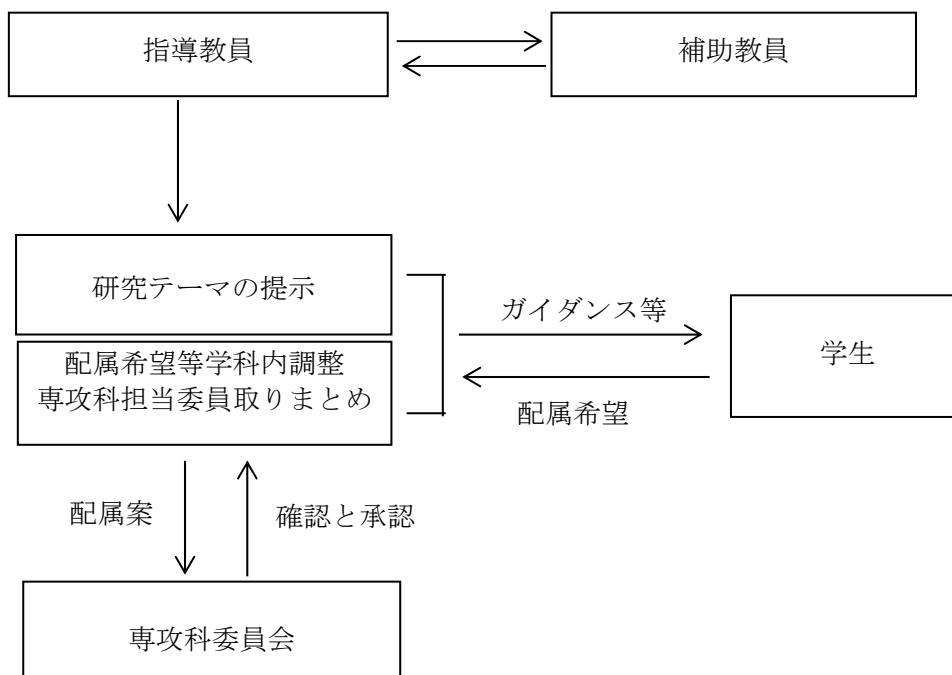 指導教員
補助教員
研究テーマの提示
ガイダンス等
学生
配属希望等学科内調整
専攻科担当委員取りまとめ
配属希望
配属案
確認と承認
専攻科委員会